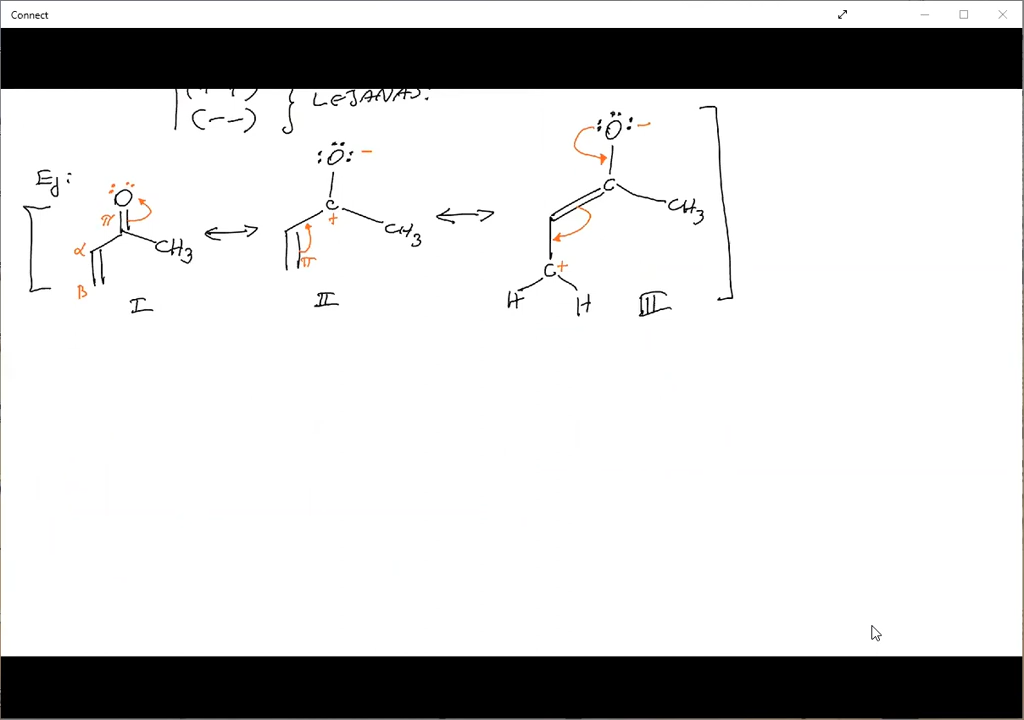 Connect
LEJANAS.
(--)
Ej:
:Ö: -
:Ö: -
Ö
π
C
+
C
CH3
α
CH3
CH3
π
β
C+
H H
I
II
III